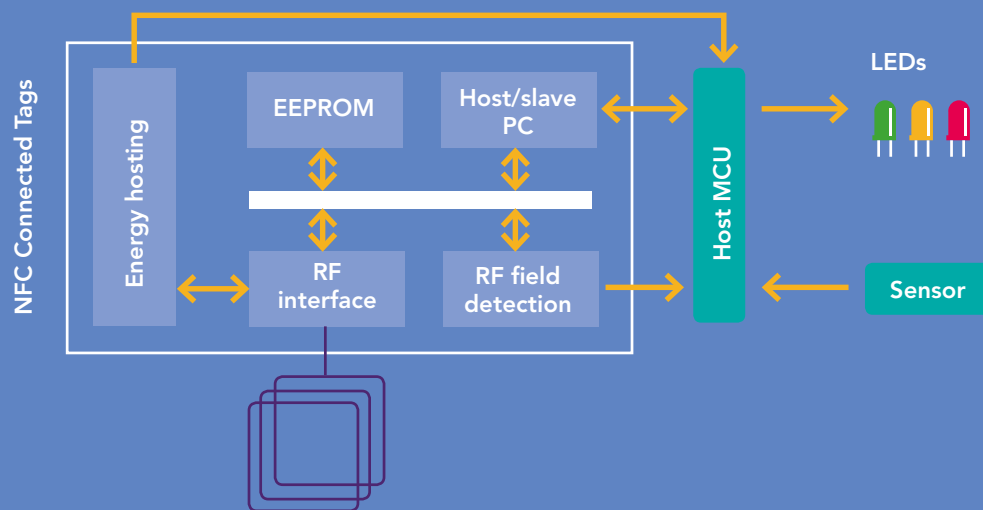 NFC Connected Tags
Energy hosting
EEPROM
Host/slave
PC
RF
interface
RF field
detection
Host MCU
LEDs
Sensor